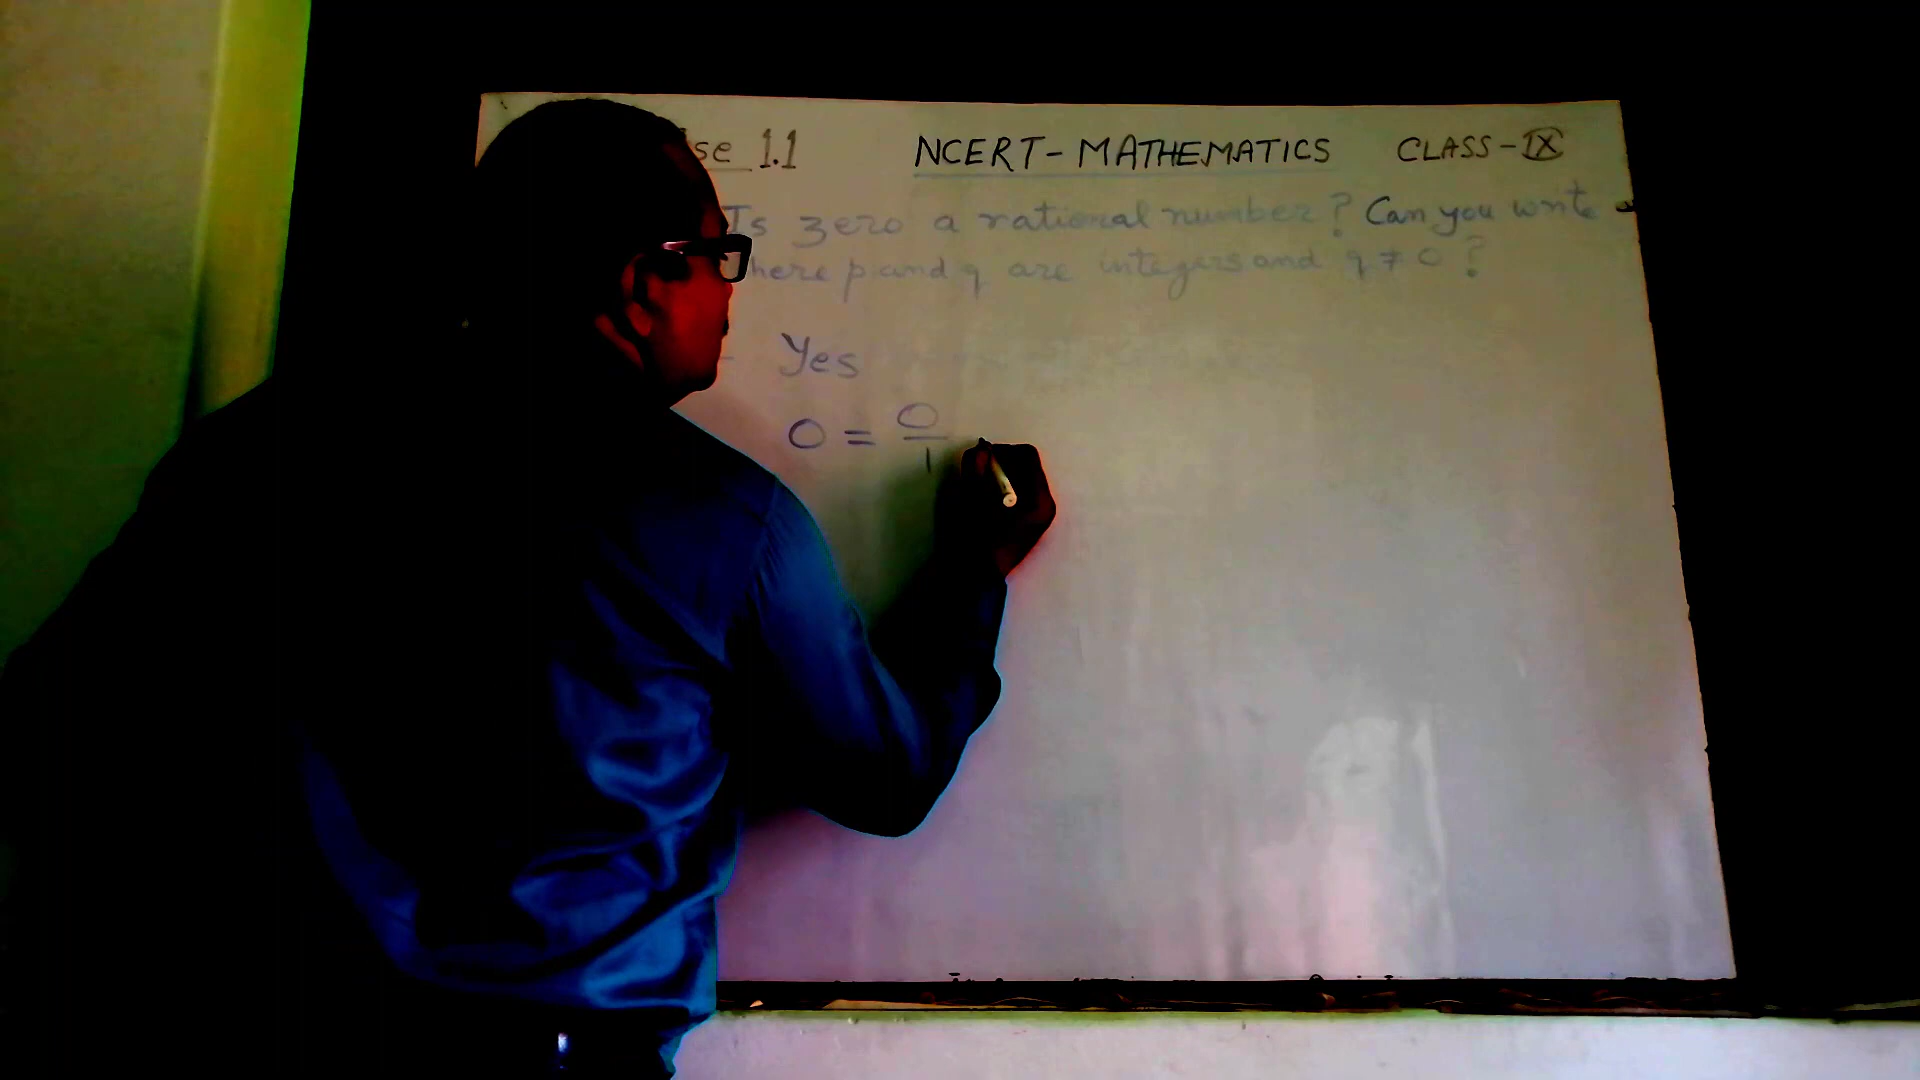 se 1.1 NCERT-MATHEMATICS CLASS-IX
Is zero a rational number? Can you write
here p and q are integers and q ≠ 0 ?
- Yes
0 = 0/1